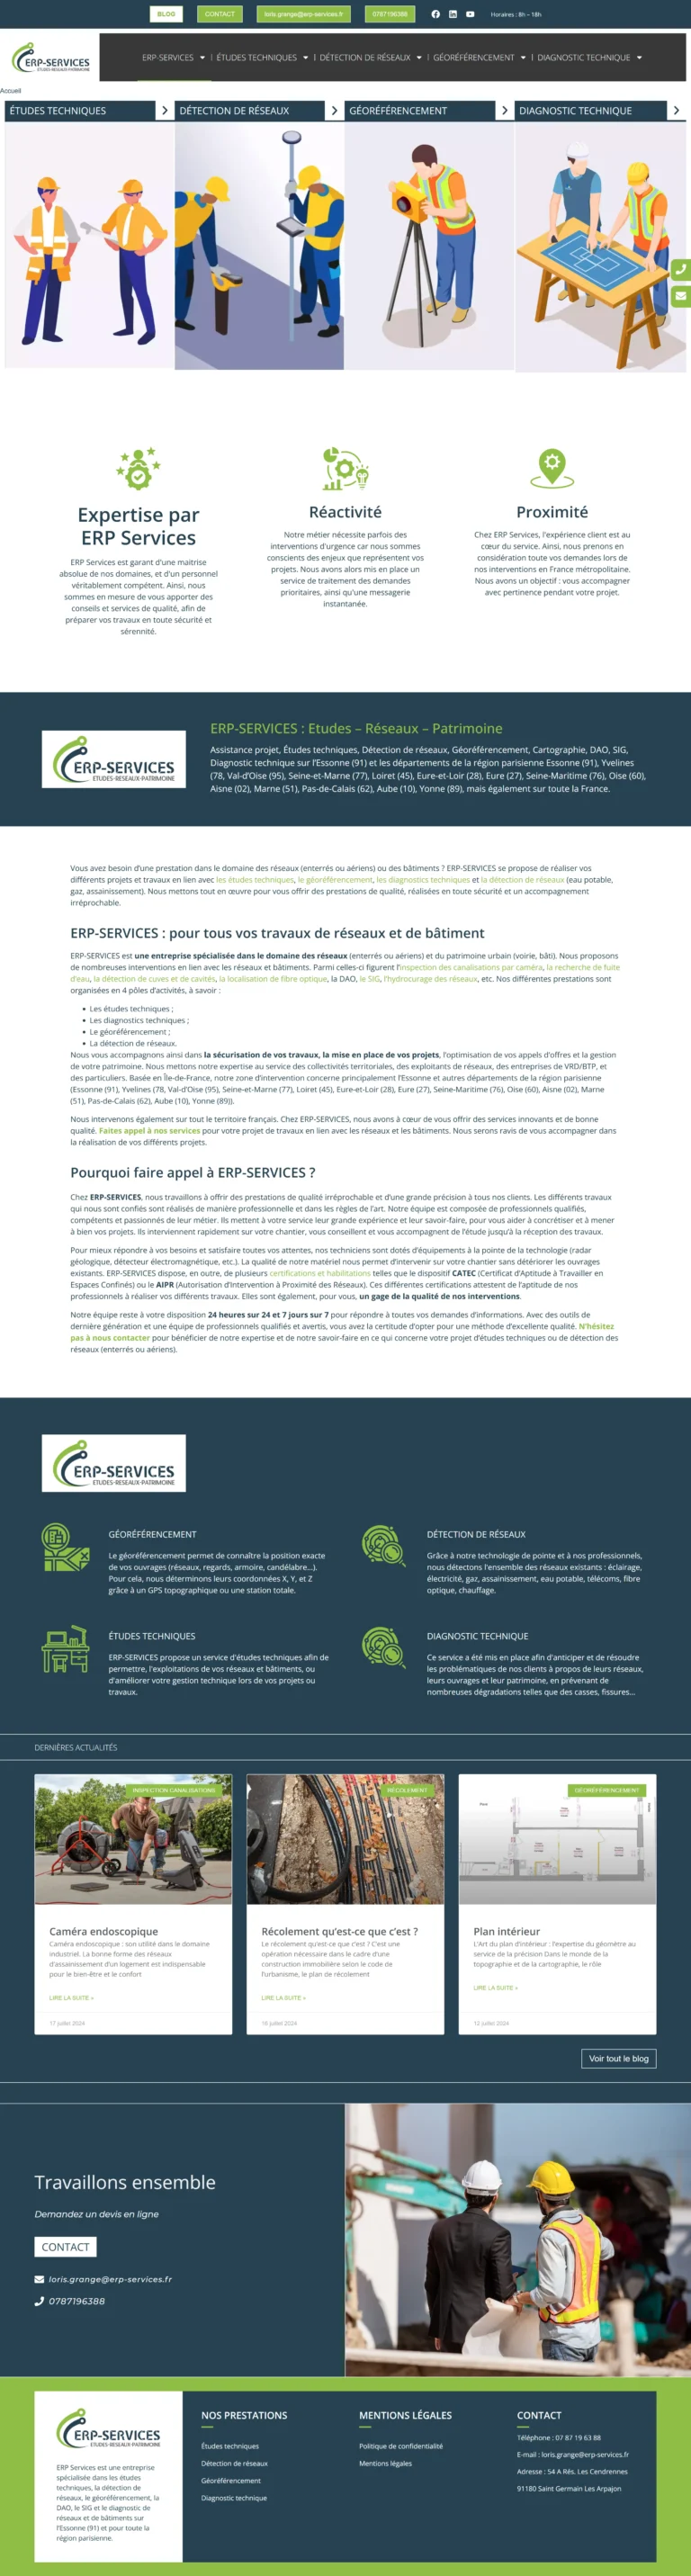 BLOG
CONTACT
loris.grange@erp-services.fr
0787196388
Horaires : 8h – 18h
ERP-SERVICES
ETUDES-RESEAUX-PATRIMOINE
ERP-SERVICES
ÉTUDES TECHNIQUES
DÉTECTION DE RÉSEAUX
GÉORÉFÉRENCEMENT
DIAGNOSTIC TECHNIQUE
Accueil
ÉTUDES TECHNIQUES
DÉTECTION DE RÉSEAUX
GÉORÉFÉRENCEMENT
DIAGNOSTIC TECHNIQUE
Expertise par
ERP Services
ERP Services est garant d'une maitrise
absolue de nos domaines, et d'un personnel
véritablement compétent. Ainsi, nous
sommes en mesure de vous apporter des
conseils et services de qualité, afin de
préparer vos travaux en toute sécurité et
sérennité.
Réactivité
Notre métier nécessite parfois des
interventions d'urgence car nous sommes
conscients des enjeux que représentent vos
projets. Nous avons alors mis en place un
service de traitement des demandes
prioritaires, ainsi qu'une messagerie
instantanée.
Proximité
Chez ERP Services, l'expérience client est au
cœur du service. Ainsi, nous prenons en
considération toute vos demandes lors de
nos interventions en France métropolitaine.
Nous avons un objectif : vous accompagner
avec pertinence pendant votre projet.
ERP-SERVICES
ETUDES-RESEAUX-PATRIMOINE
ERP-SERVICES : Etudes – Réseaux – Patrimoine
Assistance projet, Études techniques, Détection de réseaux, Géoréférencement, Cartographie, DAO, SIG,
Diagnostic technique sur l'Essonne (91) et les départements de la région parisienne Essonne (91), Yvelines
(78, Val-d'Oise (95), Seine-et-Marne (77), Loiret (45), Eure-et-Loir (28), Eure (27), Seine-Maritime (76), Oise (60),
Aisne (02), Marne (51), Pas-de-Calais (62), Aube (10), Yonne (89), mais également sur toute la France.
Vous avez besoin d'une prestation dans le domaine des réseaux (enterrés ou aériens) ou des bâtiments ? ERP-SERVICES se propose de réaliser vos
différents projets et travaux en lien avec les études techniques, le géoréférencement, les diagnostics techniques et la détection de réseaux (eau potable,
gaz, assainissement). Nous mettons tout en œuvre pour vous offrir des prestations de qualité, réalisées en toute sécurité et un accompagnement
irréprochable.
ERP-SERVICES : pour tous vos travaux de réseaux et de bâtiment
ERP-SERVICES est une entreprise spécialisée dans le domaine des réseaux (enterrés ou aériens) et du patrimoine urbain (voirie, bâti). Nous proposons
de nombreuses interventions en lien avec les réseaux et bâtiments. Parmi celles-ci figurent l'inspection des canalisations par caméra, la recherche de fuite
d'eau, la détection de cuves et de cavités, la localisation de fibre optique, la DAO, le SIG, l'hydrocurage des réseaux, etc. Nos différentes prestations sont
organisées en 4 pôles d'activités, à savoir :
• Les études techniques ;
• Les diagnostics techniques ;
• Le géoréférencement ;
• La détection de réseaux.
Nous vous accompagnons ainsi dans la sécurisation de vos travaux, la mise en place de vos projets, l'optimisation de vos appels d'offres et la gestion
de votre patrimoine. Nous mettons notre expertise au service des collectivités territoriales, des exploitants de réseaux, des entreprises de VRD/BTP, et
des particuliers. Basée en Île-de-France, notre zone d'intervention concerne principalement l'Essonne et autres départements de la région parisienne
(Essonne (91), Yvelines (78, Val-d'Oise (95), Seine-et-Marne (77), Loiret (45), Eure-et-Loir (28), Eure (27), Seine-Maritime (76), Oise (60), Aisne (02), Marne
(51), Pas-de-Calais (62), Aube (10), Yonne (89)).
Nous intervenons également sur tout le territoire français. Chez ERP-SERVICES, nous avons à cœur de vous offrir des services innovants et de bonne
qualité. Faites appel à nos services pour votre projet de travaux en lien avec les réseaux et les bâtiments. Nous serons ravis de vous accompagner dans
la réalisation de vos différents projets.
Pourquoi faire appel à ERP-SERVICES ?
Chez ERP-SERVICES, nous travaillons à offrir des prestations de qualité irréprochable et d'une grande précision à tous nos clients. Les différents travaux
qui nous sont confiés sont réalisés de manière professionnelle et dans les règles de l'art. Notre équipe est composée de professionnels qualifiés,
compétents et passionnés de leur métier. Ils mettent à votre service leur grande expérience et leur savoir-faire, pour vous aider à concrétiser et à mener
à bien vos projets. Ils interviennent rapidement sur votre chantier, vous conseillent et vous accompagnent de l'étude jusqu'à la réception des travaux.
Pour mieux répondre à vos besoins et satisfaire toutes vos attentes, nos techniciens sont dotés d'équipements à la pointe de la technologie (radar
géologique, détecteur électromagnétique, etc.). La qualité de notre matériel nous permet d'intervenir sur votre chantier sans détériorer les ouvrages
existants. ERP-SERVICES dispose, en outre, de plusieurs certifications et habilitations telles que le dispositif CATEC (Certificat d'Aptitude à Travailler en
Espaces Confinés) ou le AIPR (Autorisation d'Intervention à Proximité des Réseaux). Ces différentes certifications attestent de l'aptitude de nos
professionnels à réaliser vos différents travaux. Elles sont également, pour vous, un gage de la qualité de nos interventions.
Notre équipe reste à votre disposition 24 heures sur 24 et 7 jours sur 7 pour répondre à toutes vos demandes d'informations. Avec des outils de
dernière génération et une équipe de professionnels qualifiés et avertis, vous avez la certitude d'opter pour une méthode d'excellente qualité. N'hésitez
pas à nous contacter pour bénéficier de notre expertise et de notre savoir-faire en ce qui concerne votre projet d'études techniques ou de détection des
réseaux (enterrés ou aériens).
ERP-SERVICES
ETUDES-RESEAUX-PATRIMOINE
GÉORÉFÉRENCEMENT
Le géoréférencement permet de connaître la position exacte
de vos ouvrages (réseaux, regards, armoire, candélabre...).
Pour cela, nous déterminons leurs coordonnées X, Y, et Z
grâce à un GPS topographique ou une station totale.
DÉTECTION DE RÉSEAUX
Grâce à notre technologie de pointe et à nos professionnels,
nous détectons l'ensemble des réseaux existants : éclairage,
électricité, gaz, assainissement, eau potable, télécoms, fibre
optique, chauffage.
ÉTUDES TECHNIQUES
ERP-SERVICES propose un service d'études techniques afin de
permettre, l'exploitations de vos réseaux et bâtiments, ou
d'améliorer votre gestion technique lors de vos projets ou
travaux.
DIAGNOSTIC TECHNIQUE
Ce service a été mis en place afin d'anticiper et de résoudre
les problématiques de nos clients à propos de leurs réseaux,
leurs ouvrages et leur patrimoine, en prévenant de
nombreuses dégradations telles que des casses, fissures...
DERNIÈRES ACTUALITÉS
INSPECTION CANALISATIONS
RÉCOLEMENT
GÉORÉFÉRENCEMENT
Caméra endoscopique
Caméra endoscopique : son utilité dans le domaine
industriel. La bonne forme des réseaux
d'assainissement d'un logement est indispensable
pour le bien-être et le confort
LIRE LA SUITE »
17 juillet 2024
Récolement qu'est-ce que c'est ?
Le récolement qu'est-ce que c'est ? C'est une
opération nécessaire dans le cadre d'une
construction immobilière selon le code de
l'urbanisme, le plan de récolement
LIRE LA SUITE »
16 juillet 2024
Plan intérieur
L'Art du plan d'intérieur : l'expertise du géomètre au
service de la précision Dans le monde de la
topographie et de la cartographie, le rôle
LIRE LA SUITE »
12 juillet 2024
Voir tout le blog
Travaillons ensemble
Demandez un devis en ligne
CONTACT
loris.grange@erp-services.fr
0787196388
ERP-SERVICES
ETUDES-RESEAUX-PATRIMOINE
ERP Services est une entreprise
spécialisée dans les études
techniques, la détection de
réseaux, le géoréférencement, la
DAO, le SIG et le diagnostic de
réseaux et de bâtiments sur
l'Essonne (91) et pour toute la
région parisienne.
NOS PRESTATIONS
Études techniques
Détection de réseaux
Géoréférencement
Diagnostic technique
MENTIONS LÉGALES
Politique de confidentialité
Mentions légales
CONTACT
Téléphone : 07 87 19 63 88
E-mail : loris.grange@erp-services.fr
Adresse : 54 A Rés. Les Cendrennes
91180 Saint Germain Les Arpajon